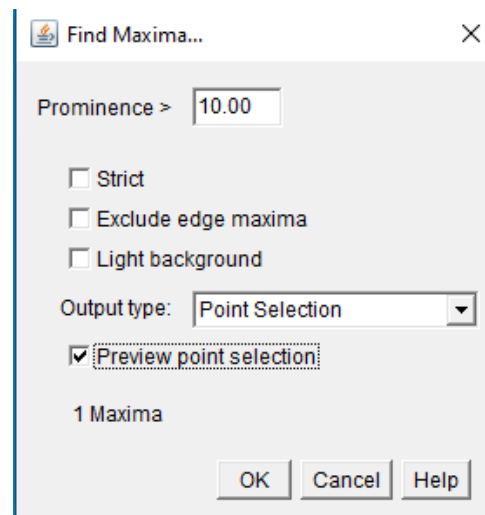 Find Maxima...
Prominence > 10.00
Strict
Exclude edge maxima
Light background
Output type: Point Selection
Preview point selection
1 Maxima
OK Cancel Help